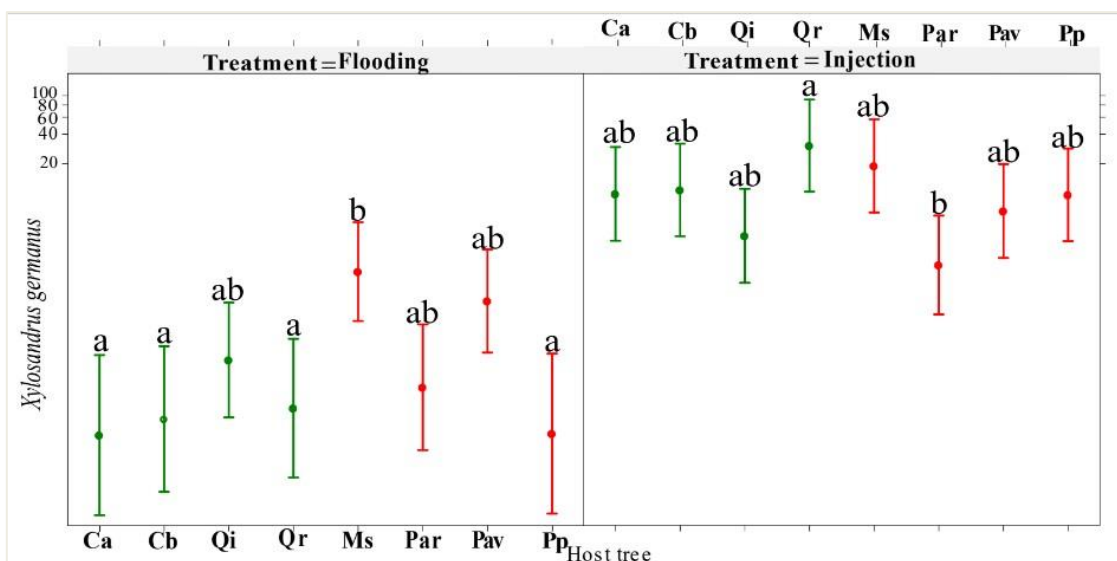 Ca Cb Qi Qr Ms Par Pav Pp
Treatment=Flooding Treatment=Injection
100
80
60
40
20
a a ab a b ab ab a
ab ab ab a ab b ab ab
Xylosandrus germanus
Ca Cb Qi Qr Ms Par Pav Pp
Host tree